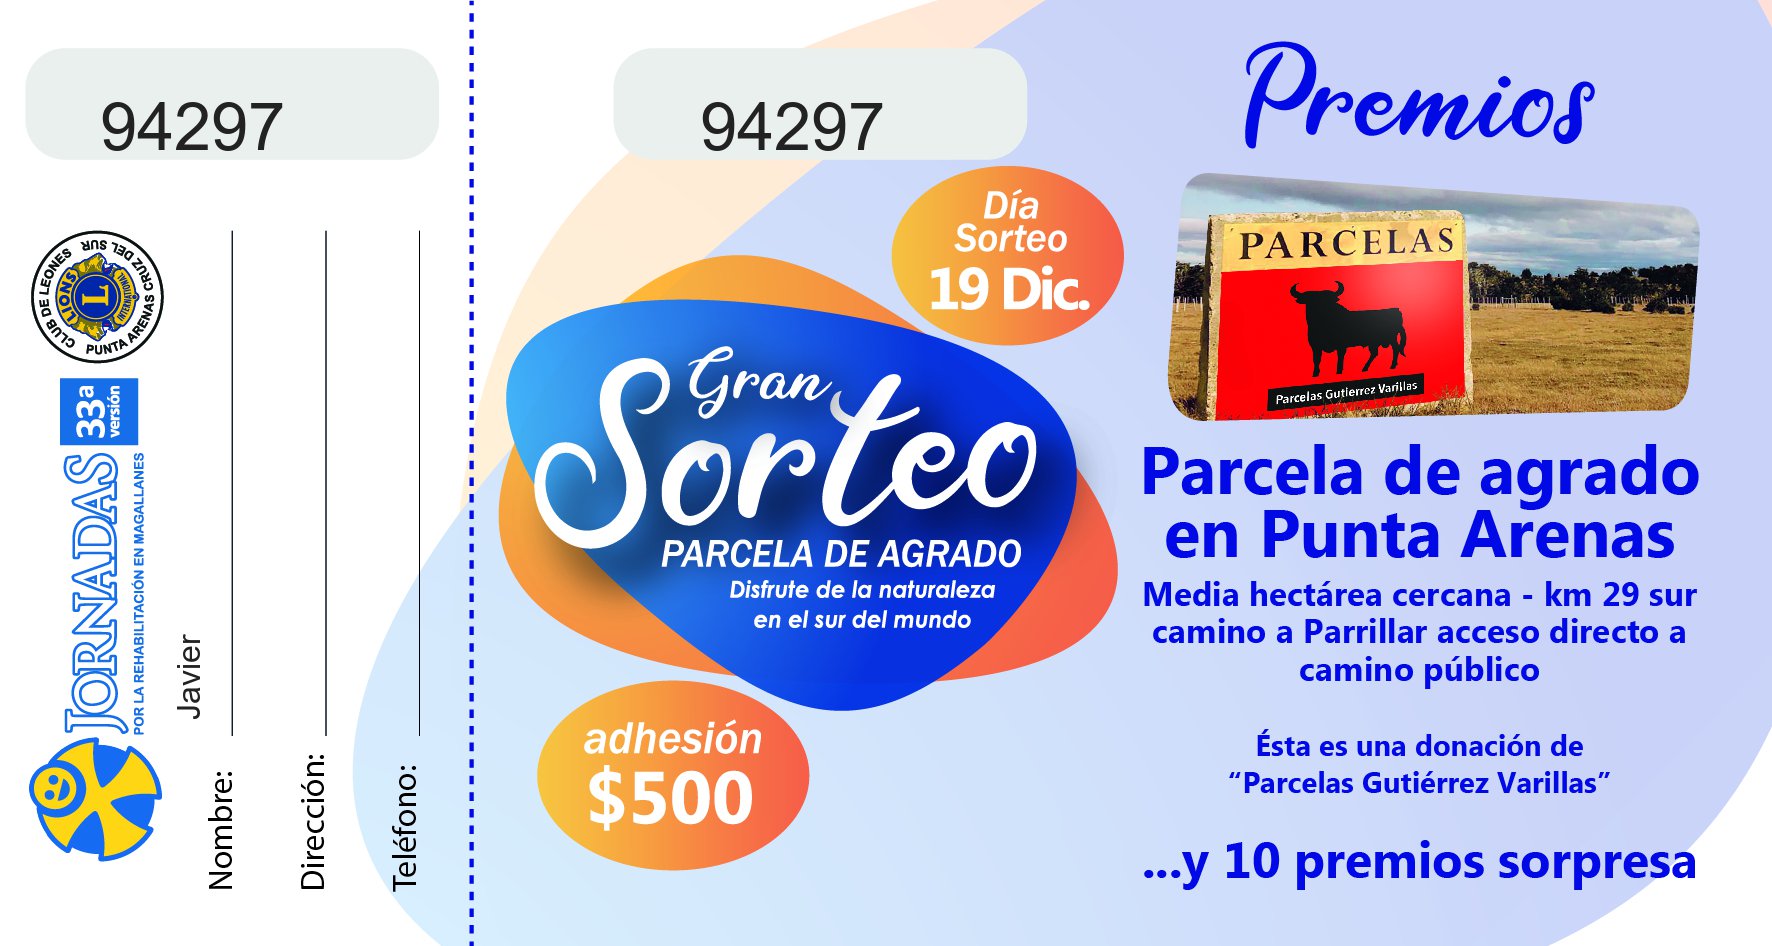 94297
CLUB DE LEONES
CRUZ DEL SUR
PUNTA ARENAS
LIONS
L
INTERNATIONAL
33a
versión
JORNADAS
POR LA REHABILITACIÓN EN MAGALLANES
Nombre: Javier
Dirección:
Teléfono:
94297
Día
Sorteo
19 Dic.
Gran
Sorteo
PARCELA DE AGRADO
Disfrute de la naturaleza
en el sur del mundo
adhesión
$500
Premios
PARCELAS
Parcelas Gutierrez Varillas
Parcela de agrado
en Punta Arenas
Media hectárea cercana - km 29 sur
camino a Parrillar acceso directo a
camino público
Ésta es una donación de
“Parcelas Gutiérrez Varillas”
...y 10 premios sorpresa